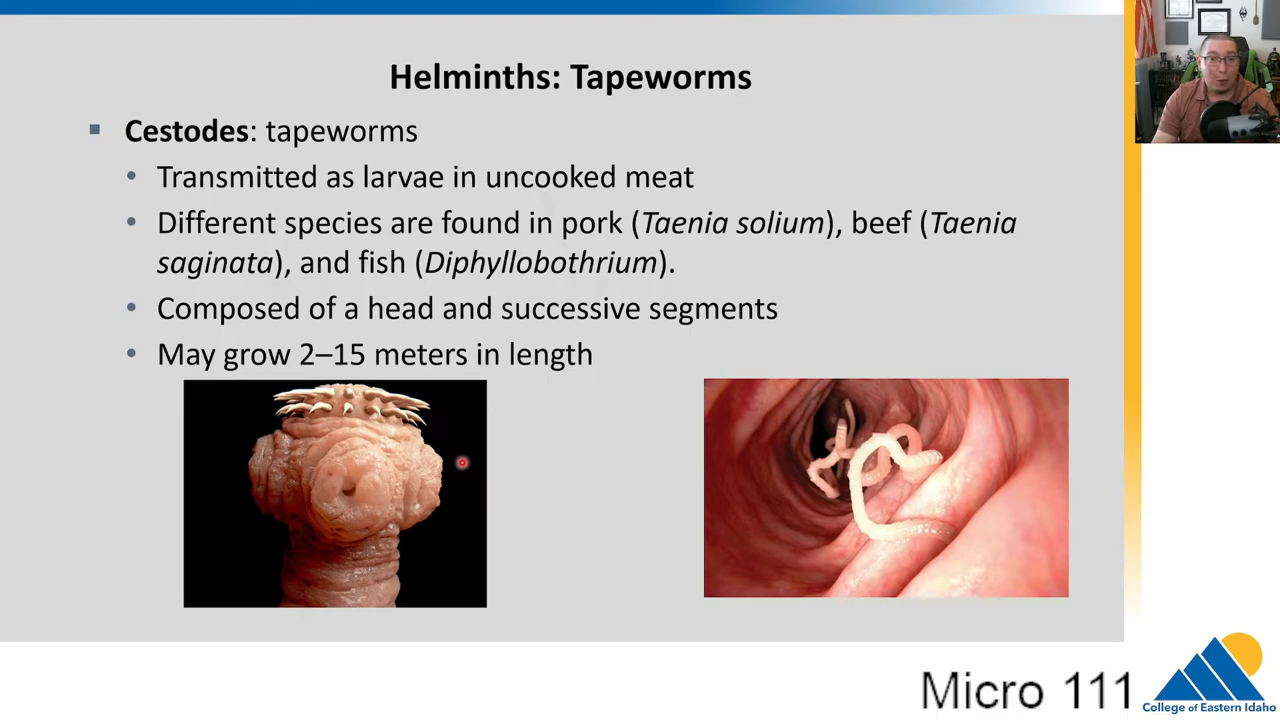 Helminths: Tapeworms
▪ Cestodes: tapeworms
• Transmitted as larvae in uncooked meat
• Different species are found in pork (Taenia solium), beef (Taenia
saginata), and fish (Diphyllobothrium).
• Composed of a head and successive segments
• May grow 2–15 meters in length
Micro 111
College of Eastern Idaho